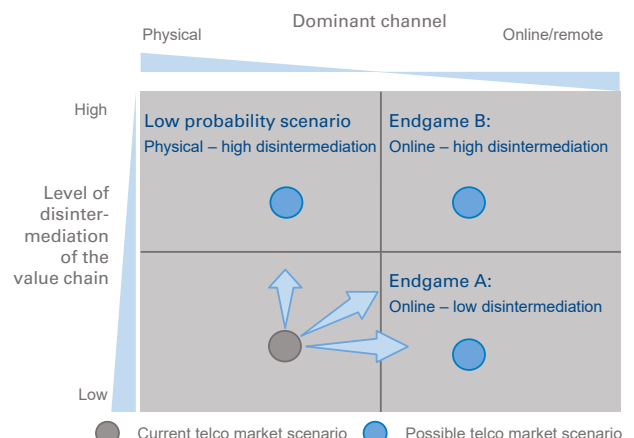 Dominant channel
Physical
Online/remote
High
Low probability scenario
Physical – high disintermediation
Endgame B:
Online – high disintermediation
Level of
disinter-
mediation
of the
value chain
Endgame A:
Online – low disintermediation
Low
Current telco market scenario
Possible telco market scenario